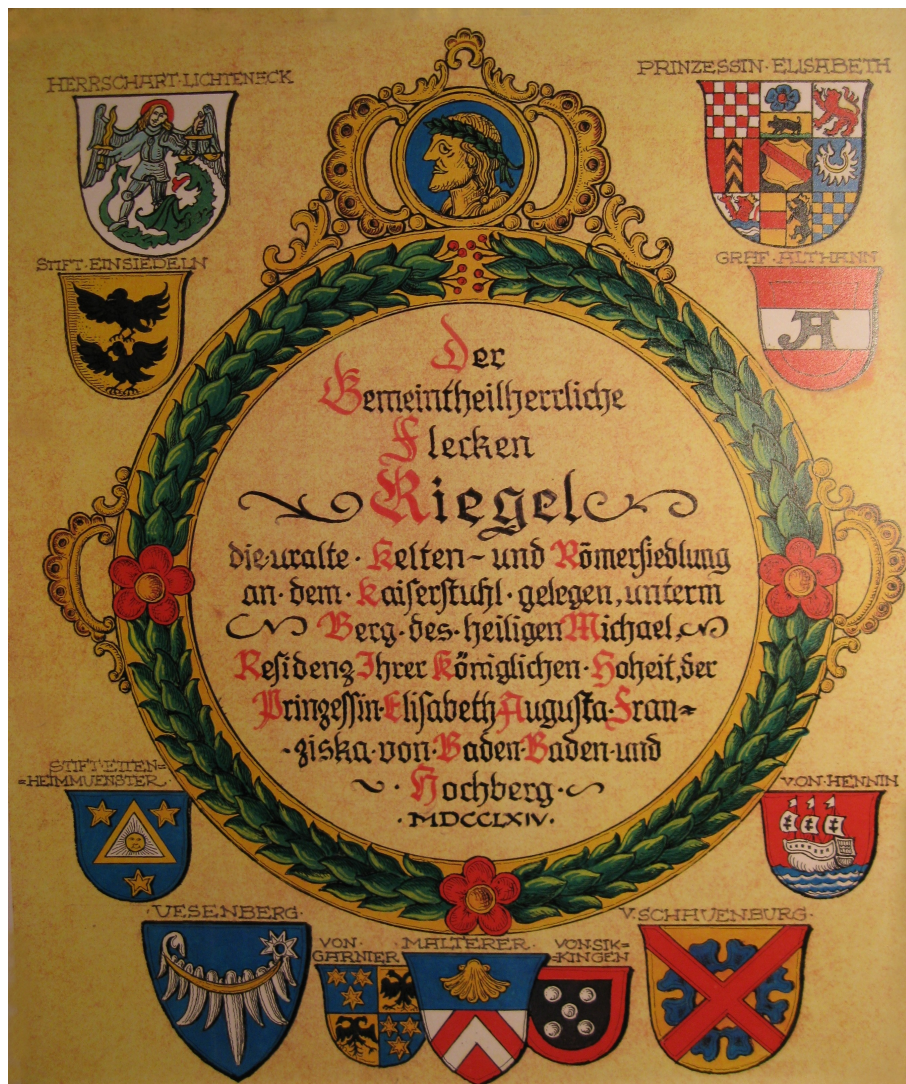 HERRSCHAFT·LICHTENECK
PRINZESSIN·ELISABETH
STIFT·EINSIEDELN
GRAF·ALTHANN
A
Der
Gemeintheilherrliche
Flecken
Riegel
die·uralte·Kelten- und Römersiedlung
an·dem·Kaiserstuhl·gelegen, unterm
Berg·des·heiligen Michael,
Residenz Ihrer Königlichen·Hoheit, der
Prinzessin·Elisabeth Augusta·Fran=
-ziska·von·Baden Baden·und
·Hochberg·
·MDCCLXIV·
STIFT·ETTEN=
=HEIMMUENSTER·
VON·HENNIN
·UESENBERG·
VON·
GARNIER
MALTERER·
VON SIK=
=KINGEN
V. SCHAUENBURG·